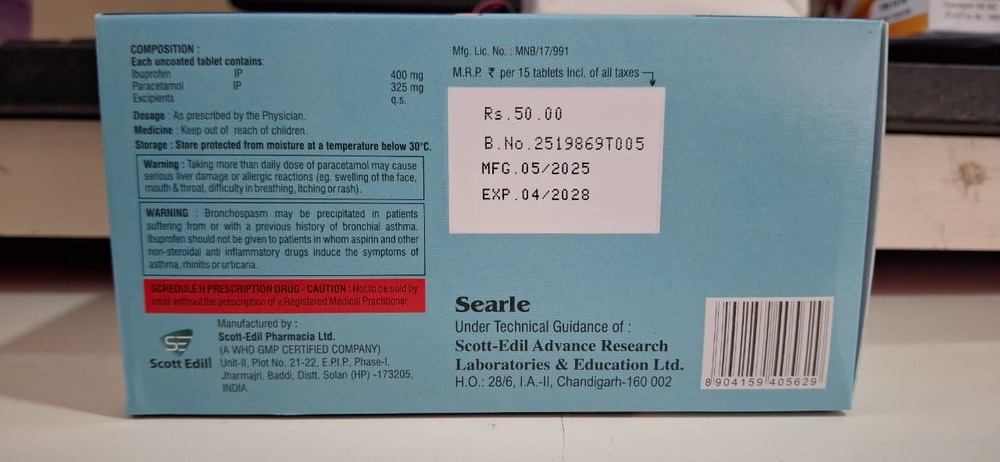 COMPOSITION :
Each uncoated tablet contains:
Ibuprofen IP 400 mg
Paracetamol IP 325 mg
Excipients q.s.
Dosage : As prescribed by the Physician.
Medicine : Keep out of reach of children.
Storage : Store protected from moisture at a temperature below 30°C.
Warning : Taking more than daily dose of paracetamol may cause
serious liver damage or allergic reactions (eg. swelling of the face,
mouth & throat, difficulty in breathing, itching or rash).
WARNING : Bronchospasm may be precipitated in patients
suffering from or with a previous history of bronchial asthma.
Ibuprofen should not be given to patients in whom aspirin and other
non-steroidal anti inflammatory drugs induce the symptoms of
asthma, rhinitis or urticaria.
SCHEDULE H PRESCRIPTION DRUG - CAUTION : Not to be sold by
retail without the prescription of a Registered Medical Practitioner.
SE
Scott Edill
Manufactured by :
Scott-Edil Pharmacia Ltd.
(A WHO GMP CERTIFIED COMPANY)
Unit-II, Plot No. 21-22, E.P.I.P., Phase-I,
Jharmajri, Baddi, Distt. Solan (HP) -173205,
INDIA
Mfg. Lic. No. : MNB/17/991
M.R.P. ₹ per 15 tablets Incl. of all taxes
Rs.50.00
B.No.2519869T005
MFG.05/2025
EXP.04/2028
Searle
Under Technical Guidance of :
Scott-Edil Advance Research
Laboratories & Education Ltd.
H.O.: 28/6, I.A.-II, Chandigarh-160 002
8 904159 405629